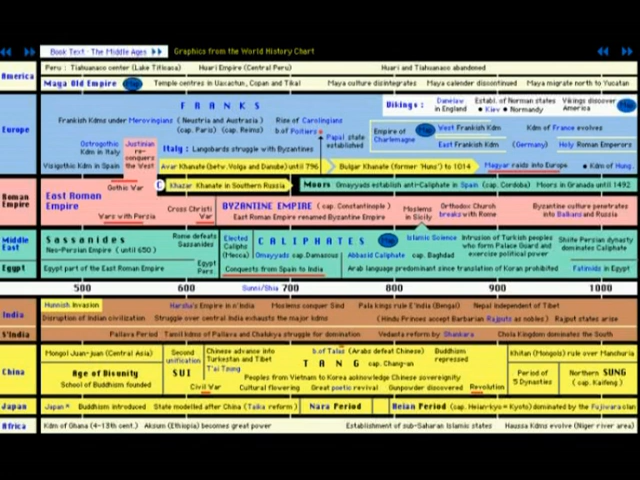 Book Text - The Middle Ages
Graphics from the World History Chart
America
Peru : Tiahuanaco center (Lake Titicaca) Huari Empire (Central Peru) Huari and Tiahuanaco abandoned
Maya Old Empire Map Temple centres in Uaxactun, Copan and Tikal Maya culture disintegrates Maya calender discontinued Maya migrate north to Yucatan
Europe
FRANKS
Frankish Kdms under Merovingians (Neustria and Austrasia)
(cap. Paris) (cap. Reims)
Rise of Carolingians
b.of Poitiers
Papal state established
Vikings : Danelaw in England
Establ. of Norman states
Kiev Normandy
Vikings discover America Map
Empire of Charlemagne Map
West Frankish Kdm
Kdm of France evolves
East Frankish Kdm (Germany) Holy Roman Emperors
Ostrogothic Kdm in Italy
Justinian re-conquers the West
Italy : Langobards struggle with Byzantines
Visigothic Kdm in Spain
Avar Khanate (betw. Volga and Danube) until 796
Bulgar Khanate (former 'Huns') to 1014
Magyar raids into Europe
Kdm of Hung.
Roman Empire
Gothic War
C Khazar Khanate in Southern Russia
Moors Omayyads establish anti-Caliphate in Spain (cap. Cordoba) Moors in Granada until 1492
East Roman Empire
Vars with Persia
Cross Christi War
BYZANTINE EMPIRE (cap. Constantinople)
East Roman Empire renamed Byzantine Empire
Moslems in Sicily
Orthodox Church breaks with Rome
Byzantine culture penetrates into Balkans and Russia
Middle East
Sassanides
Neo-Persian Empire (until 650)
Rome defeats Sassanides
Elected Caliphs (Mecca)
CALIPHATES Map
Omayyads cap.Damascus
Abbasid Caliphate cap. Baghdad
Islamic Science
Intrusion of Turkish peoples who form Palace Guard and exercise political power
Shiite Persian dynasty dominates Caliphate
Egypt
Egypt part of the East Roman Empire
Egypt Pers.
Conquests from Spain to India
Arab language predominant since translation of Koran prohibited
Fatimids in Egypt
500 600 Sunni/Shia 700 800 900 1000
India
Hunnish Invasion
Harsha's Empire in n'India Moslems conquer Sind Pala kings rule E'India (Bengal) Nepal independent of Tibet
Disruption of Indian civilization Struggle over central India exhausts the major kdms (Hindu Princes accept Barbarian Rajputs as nobles) Rajput states arise
S'India
Pallava Period Tamil kdms of Pallava and Chalukya struggle for domination Vedanta reform by Shankara Chola Kingdom dominates the South
China
Mongol Juan-juan (Central Asia)
Age of Disunity
School of Buddhism founded
Second unification
SUI
Chinese advance into Turkestan and Tibet
T'ai Tsung
b.of Talas (Arabs defeat Chinese)
TANG cap. Chang-an
Buddhism repressed
Peoples from Vietnam to Korea acknowledge Chinese sovereignity
Civil War Cultural flowering Great poetic revival Gunpowder discovered Revolution
Khitan (Mongols) rule over Manchuria
Period of 5 Dynasties
Northern SUNG (cap. Kaifeng)
Japan
Japan Buddhism introduced State modelled after China (Taika reform) Nara Period Heian Period (cap. Heian-kyo= Kyoto) dominated by the Fujiwara clan
Africa
Kdm of Ghana (4-13th cent.) Aksum (Ethiopia) becomes great power Establishment of sub-Saharan Islamic states Haussa Kdms evolve (Niger river area)